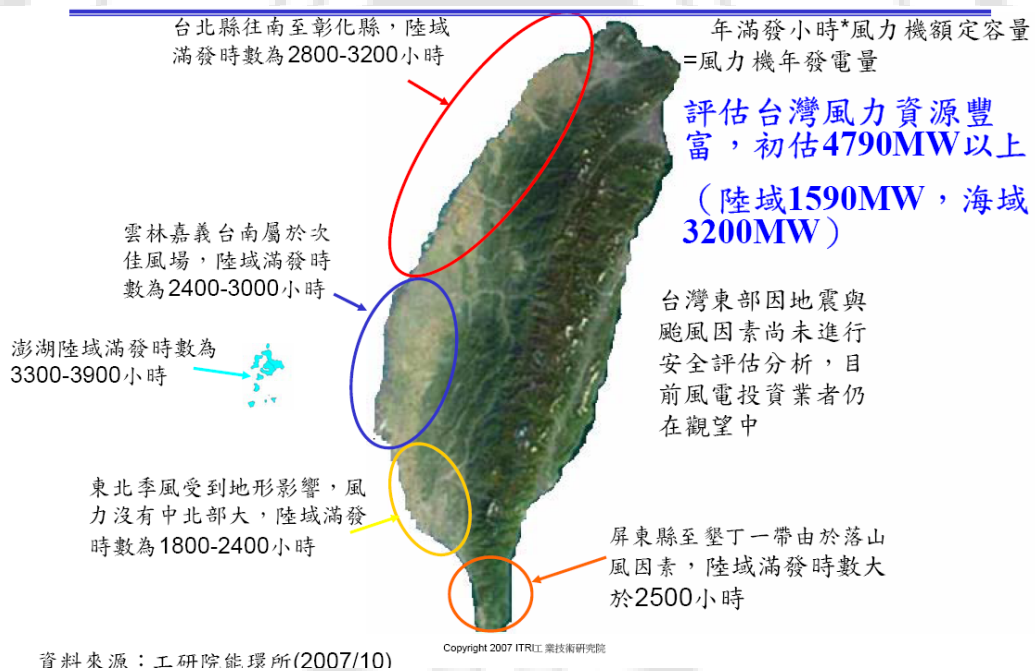 台北縣往南至彰化縣，陸域
滿發時數為2800-3200小時
年滿發小時*風力機額定容量
=風力機年發電量
評估台灣風力資源豐
富，初估4790MW以上
（陸域1590MW，海域
3200MW）
雲林嘉義台南屬於次
佳風場，陸域滿發時
數為2400-3000小時
台灣東部因地震與
颱風因素尚未進行
安全評估分析，目
前風電投資業者仍
在觀望中
澎湖陸域滿發時數為
3300-3900小時
東北季風受到地形影響，風
力沒有中北部大，陸域滿發
時數為1800-2400小時
屏東縣至墾丁一帶由於落山
風因素，陸域滿發時數大
於2500小時
Copyright 2007 ITRI工業技術研究院
資料來源：工研院能環所(2007/10)